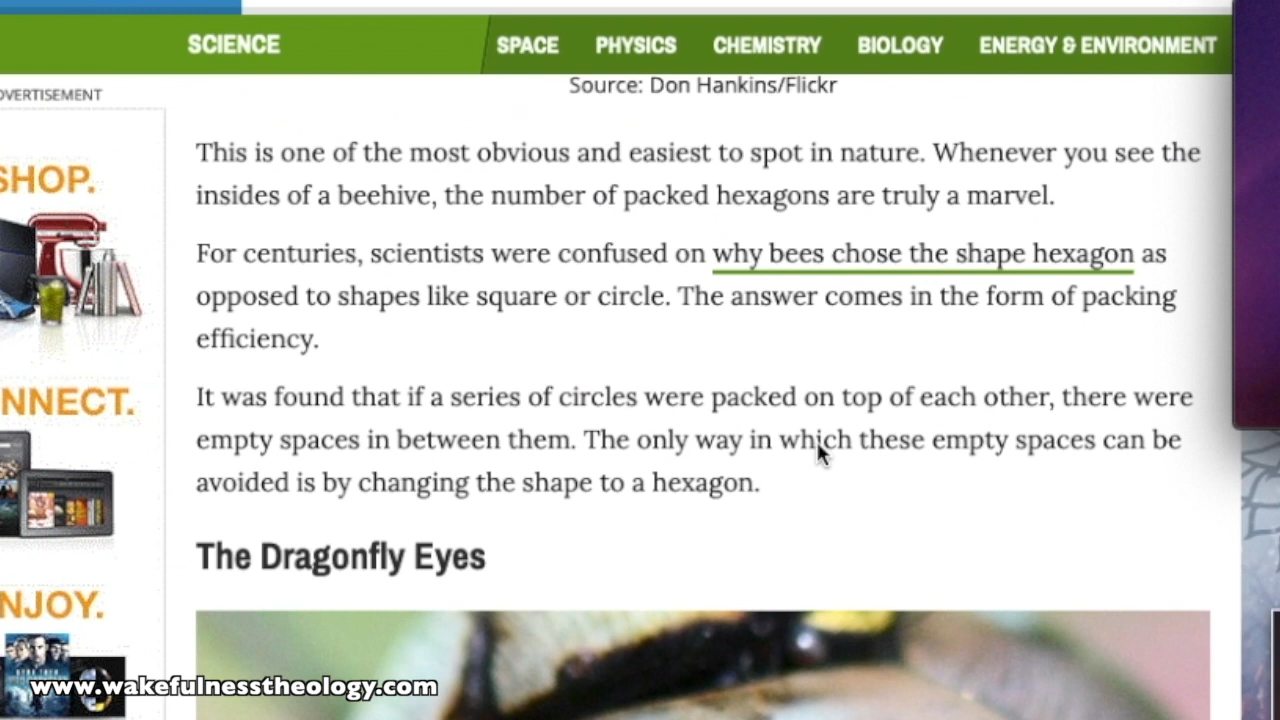 SCIENCE
SPACE
PHYSICS
CHEMISTRY
BIOLOGY
ENERGY & ENVIRONMENT
Source: Don Hankins/Flickr
VERTISEMENT
SHOP.
NNECT.
NJOY.
This is one of the most obvious and easiest to spot in nature. Whenever you see the
insides of a beehive, the number of packed hexagons are truly a marvel.
For centuries, scientists were confused on why bees chose the shape hexagon as
opposed to shapes like square or circle. The answer comes in the form of packing
efficiency.
It was found that if a series of circles were packed on top of each other, there were
empty spaces in between them. The only way in which these empty spaces can be
avoided is by changing the shape to a hexagon.
The Dragonfly Eyes
www.wakefulnesstheology.com